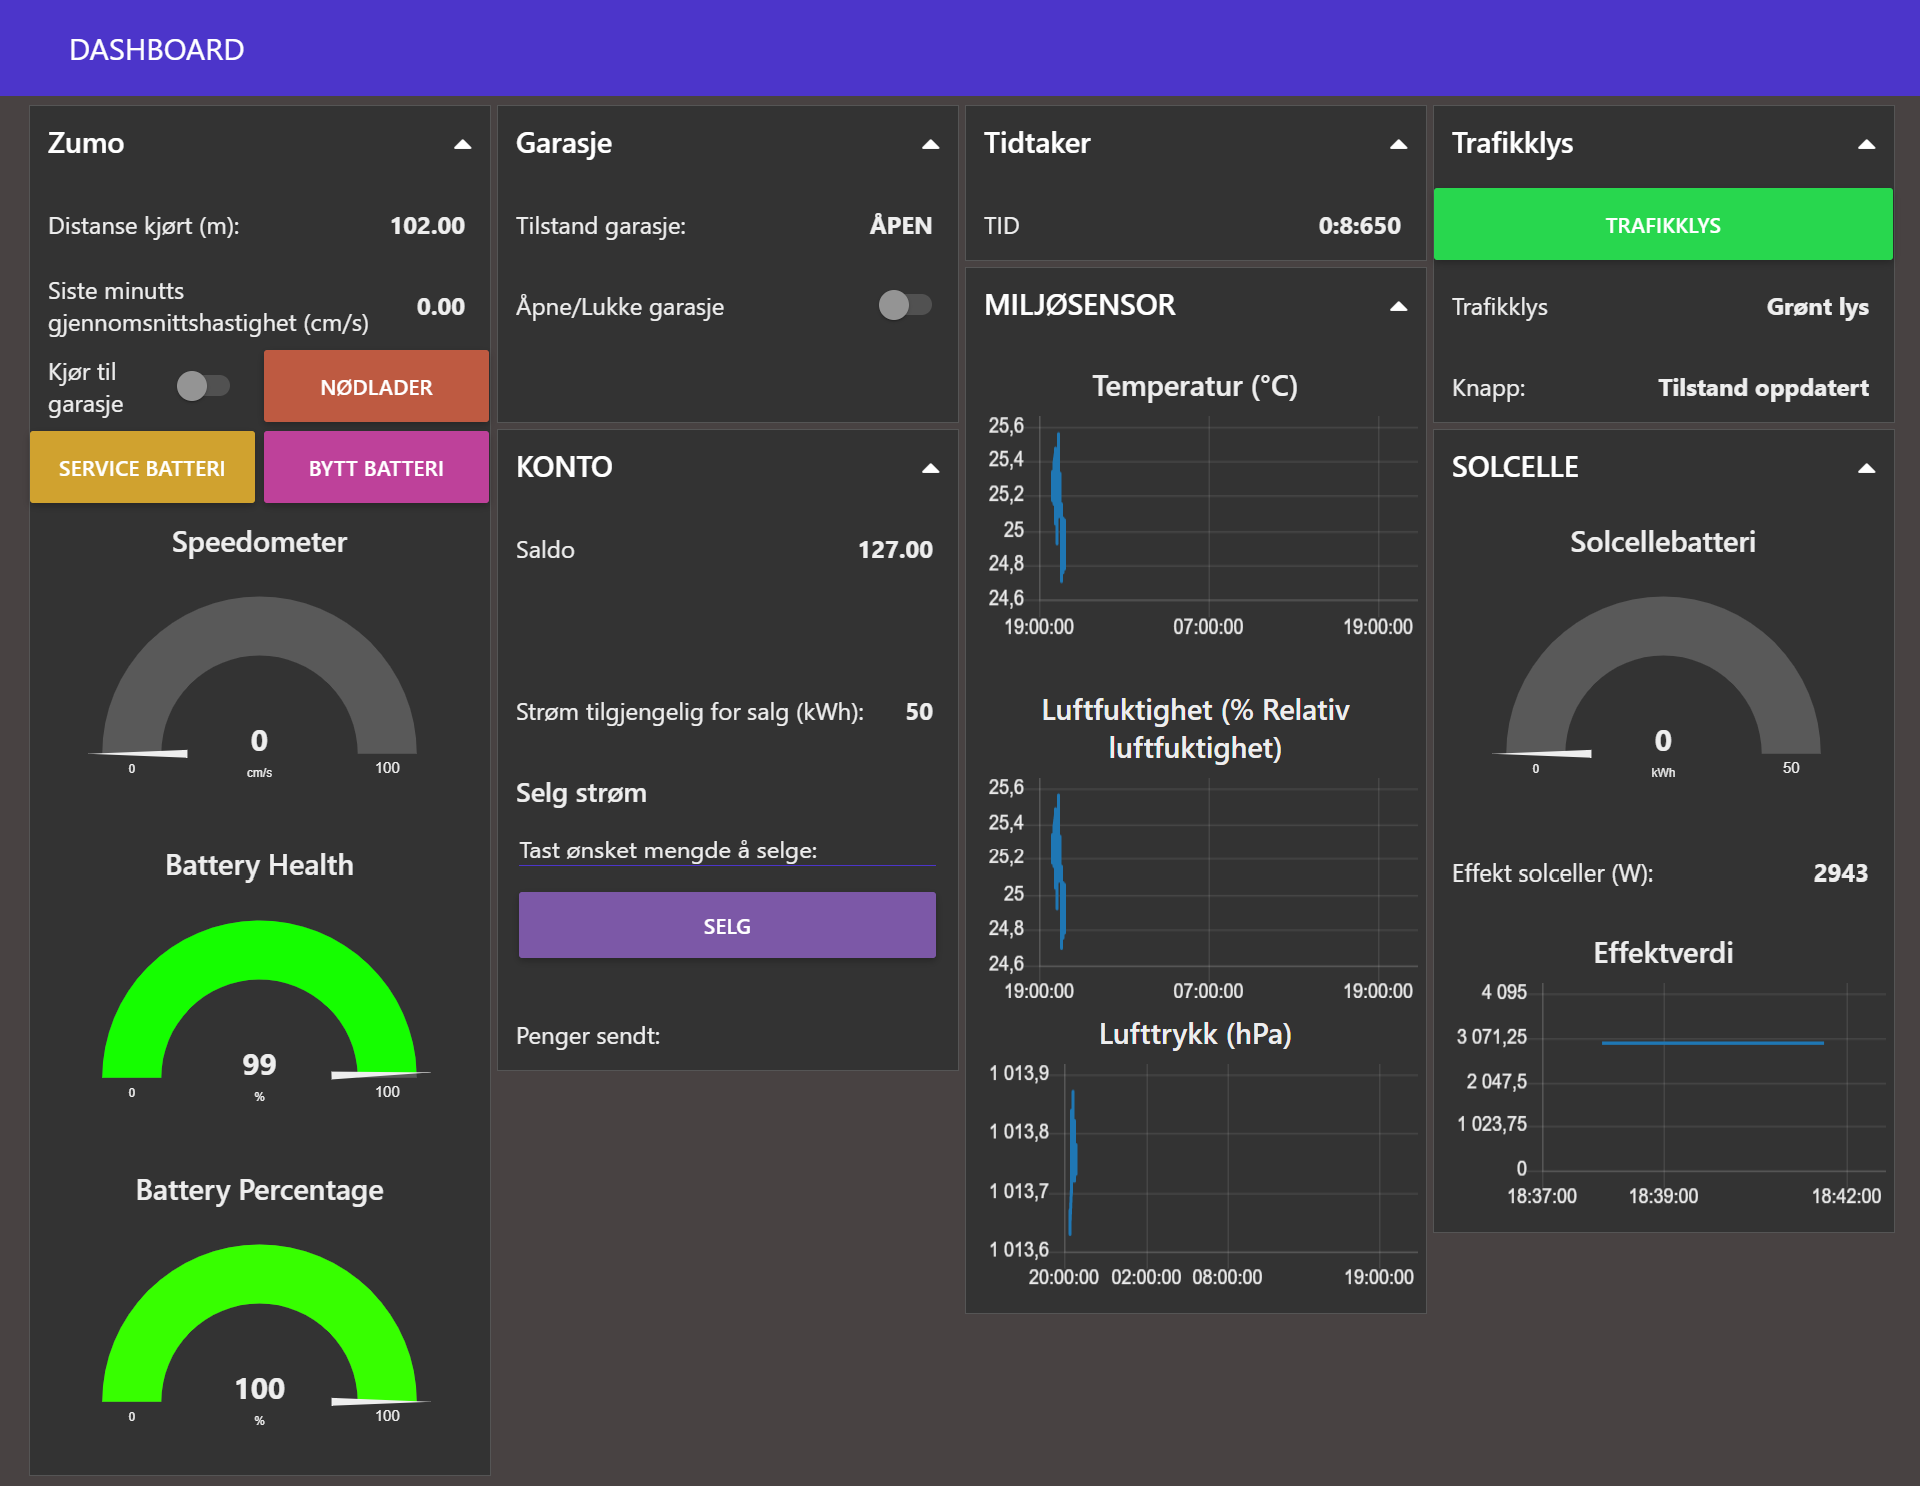 DASHBOARD
Zumo
Distanse kjørt (m): 102.00
Siste minutts
gjennomsnittshastighet (cm/s) 0.00
Kjør til
garasje
NØDLADER
SERVICE BATTERI
BYTT BATTERI
Speedometer
0
cm/s
0 100
Battery Health
99
%
0 100
Battery Percentage
100
%
0 100
Garasje
Tilstand garasje: ÅPEN
Åpne/Lukke garasje
KONTO
Saldo 127.00
Strøm tilgjengelig for salg (kWh): 50
Selg strøm
Tast ønsket mengde å selge:
SELG
Penger sendt:
Tidtaker
TID 0:8:650
MILJØSENSOR
Temperatur (°C)
25,6
25,4
25,2
25
24,8
24,6
19:00:00 07:00:00 19:00:00
Luftfuktighet (% Relativ
luftfuktighet)
25,6
25,4
25,2
25
24,8
24,6
19:00:00 07:00:00 19:00:00
Lufttrykk (hPa)
1 013,9
1 013,8
1 013,7
1 013,6
20:00:00 02:00:00 08:00:00 19:00:00
Trafikklys
TRAFIKKLYS
Trafikklys Grønt lys
Knapp: Tilstand oppdatert
SOLCELLE
Solcellebatteri
0
kWh
0 50
Effekt solceller (W): 2943
Effektverdi
4 095
3 071,25
2 047,5
1 023,75
0
18:37:00 18:39:00 18:42:00